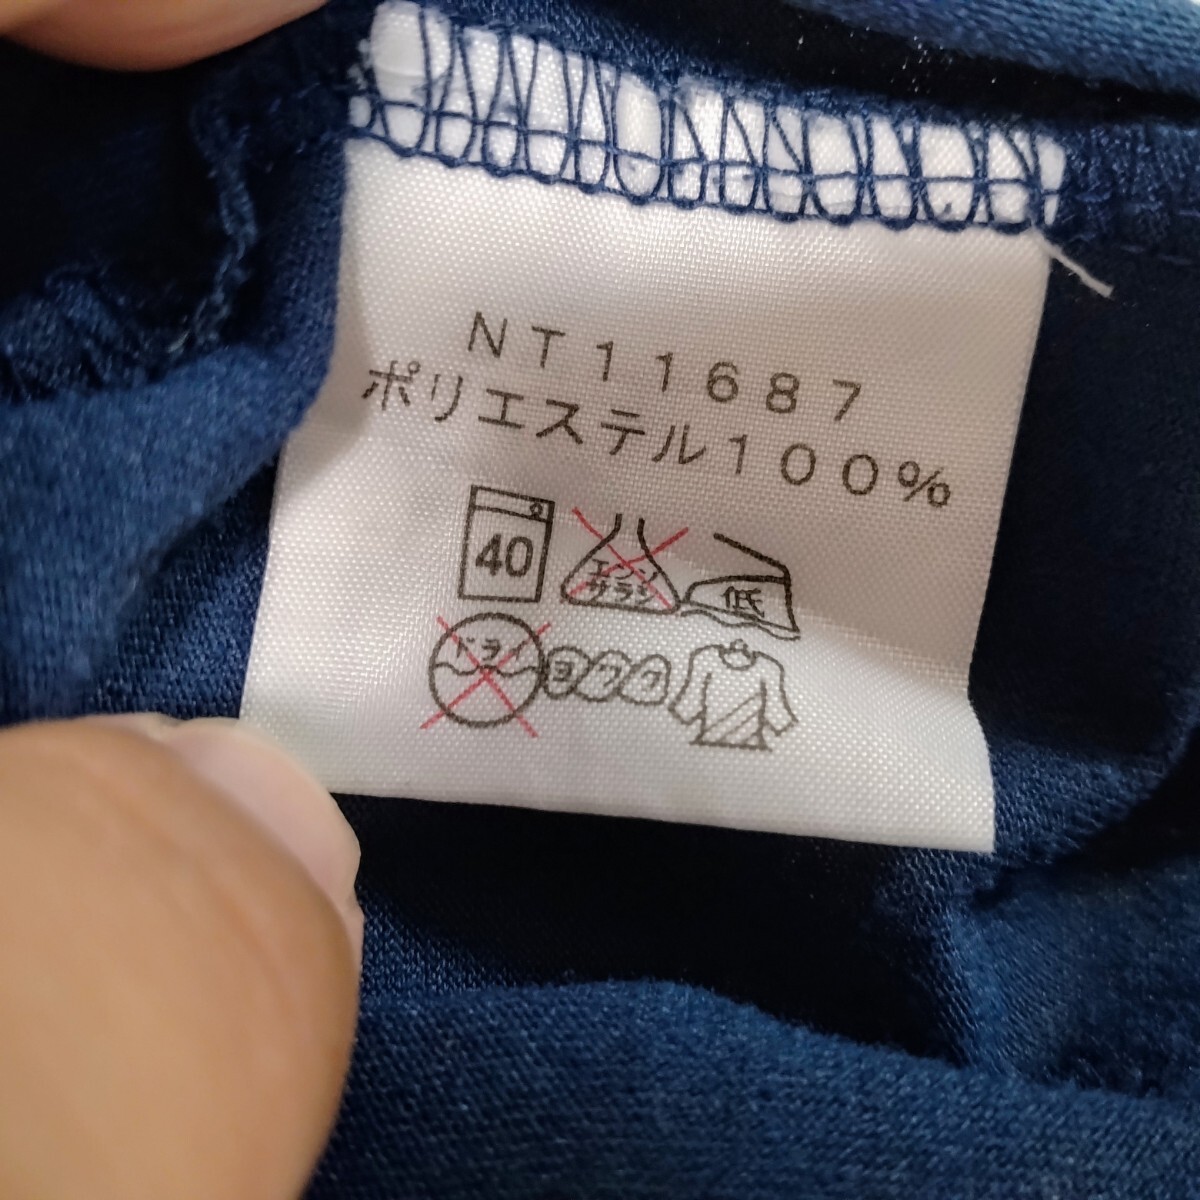 NT11687
ポリエステル100%
40
エンソ
サラシ
低
ドライ
ヨワク